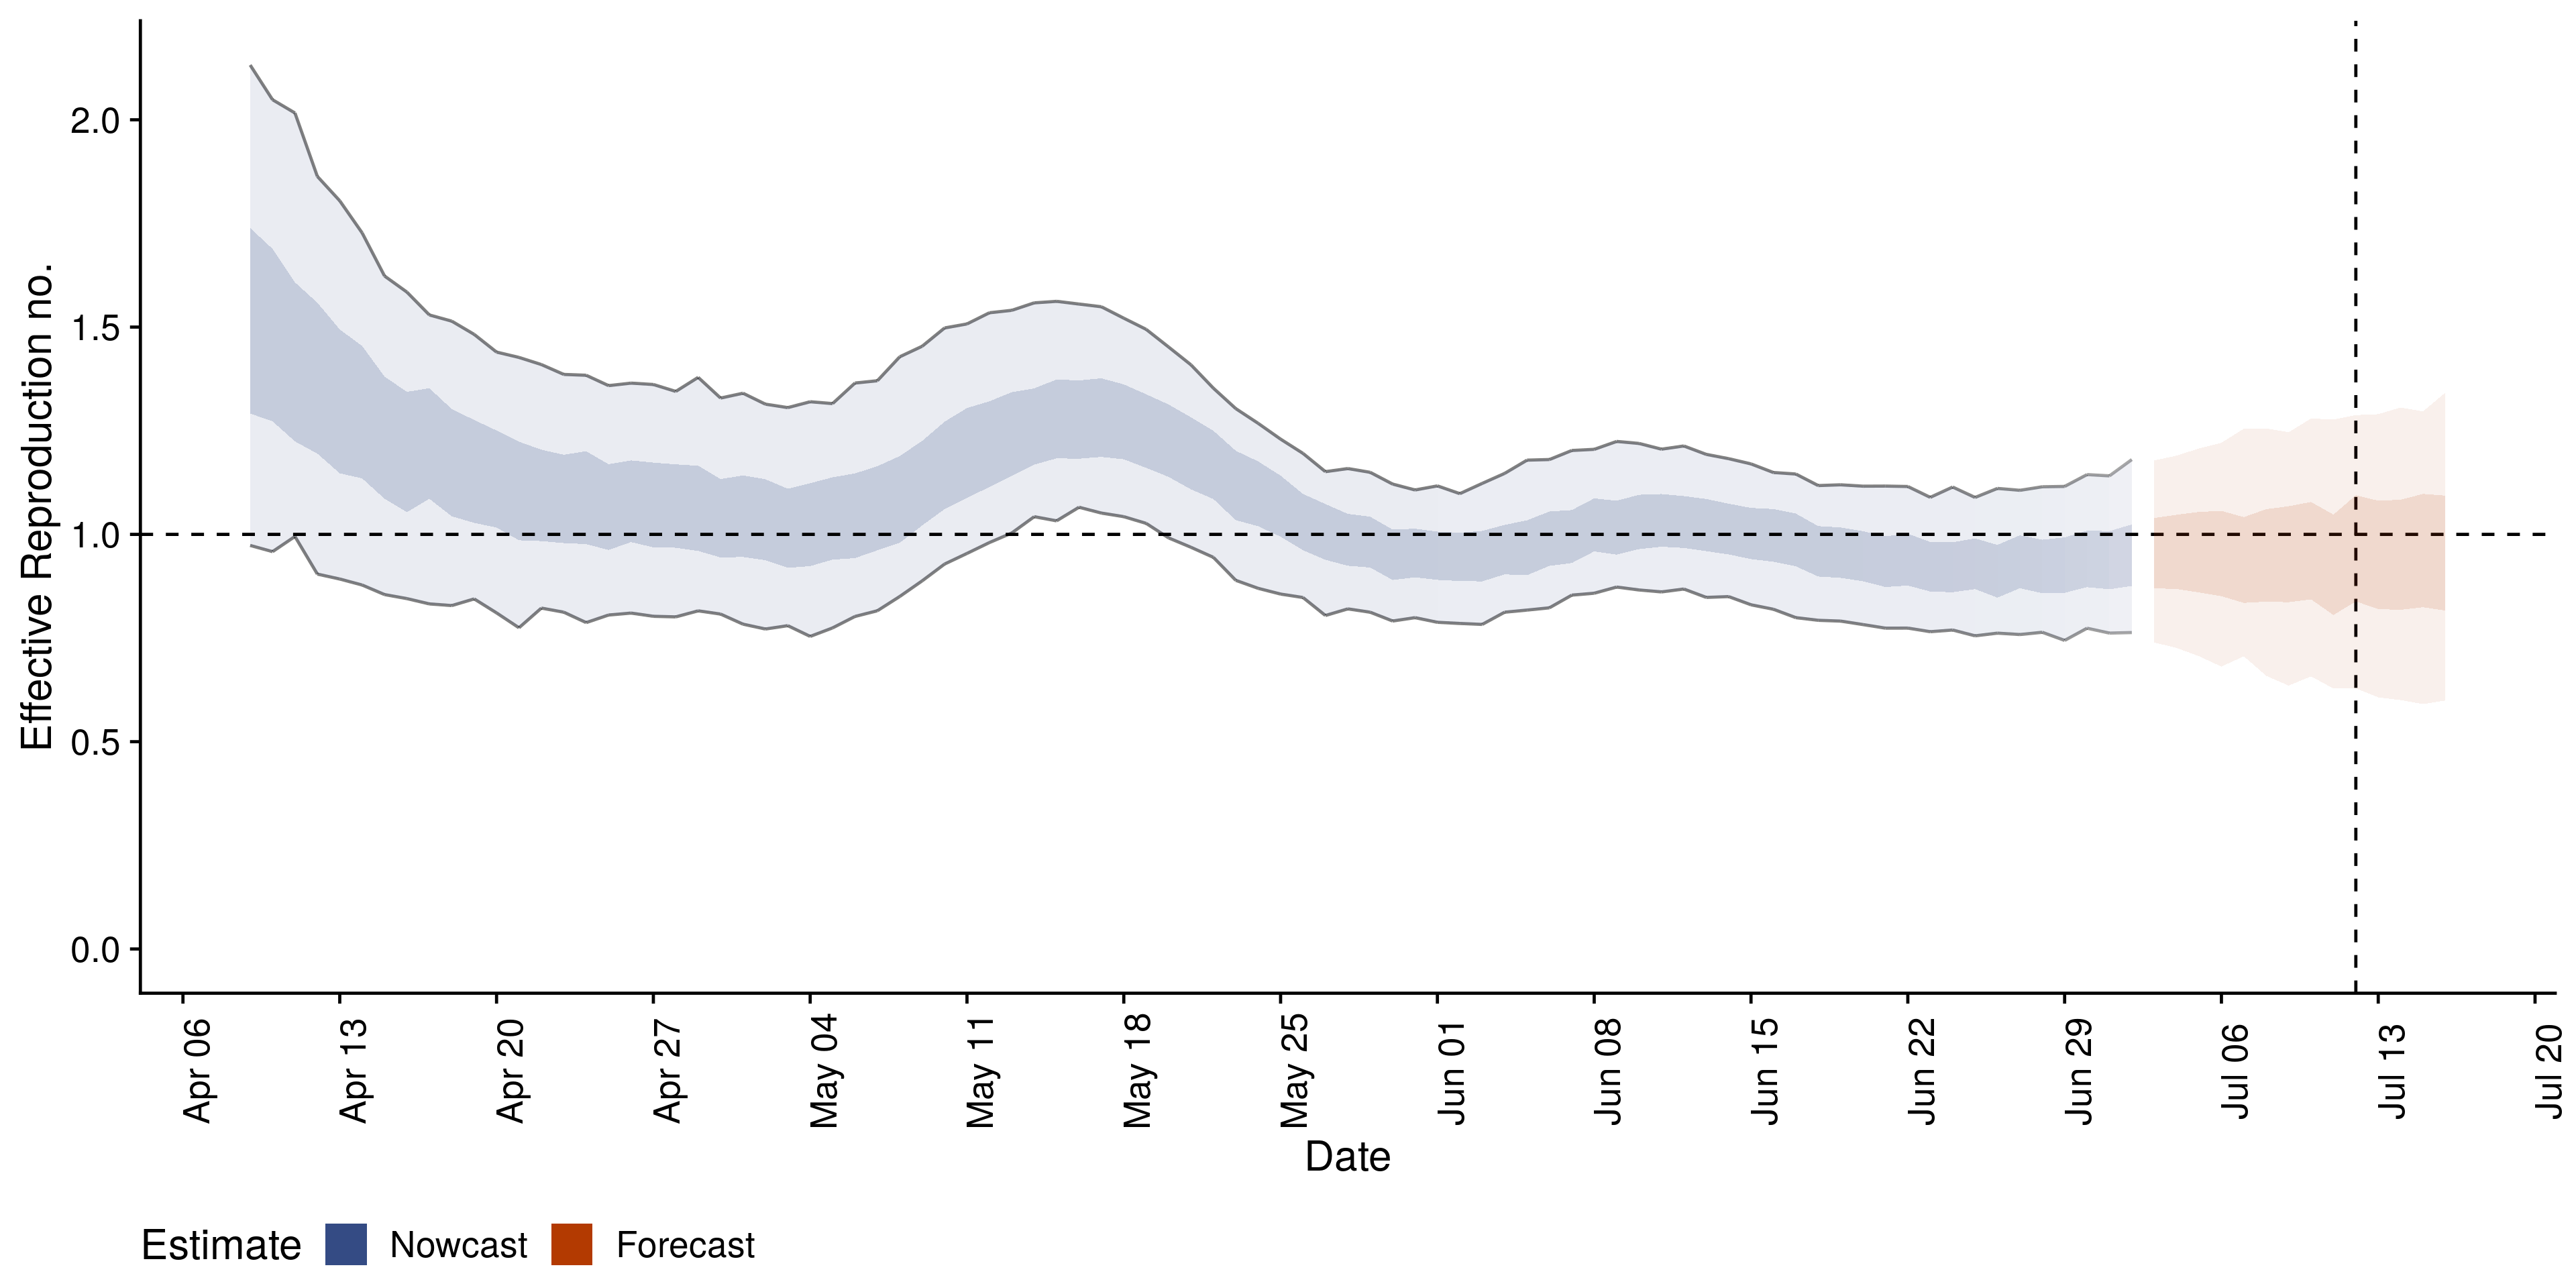 Effective Reproduction no.
2.0
1.5
1.0
0.5
0.0
Apr 06
Apr 13
Apr 20
Apr 27
May 04
May 11
May 18
May 25
Jun 01
Jun 08
Jun 15
Jun 22
Jun 29
Jul 06
Jul 13
Jul 20
Date
Estimate Nowcast Forecast